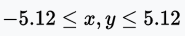 −5.12 ≤ x, y ≤ 5.12